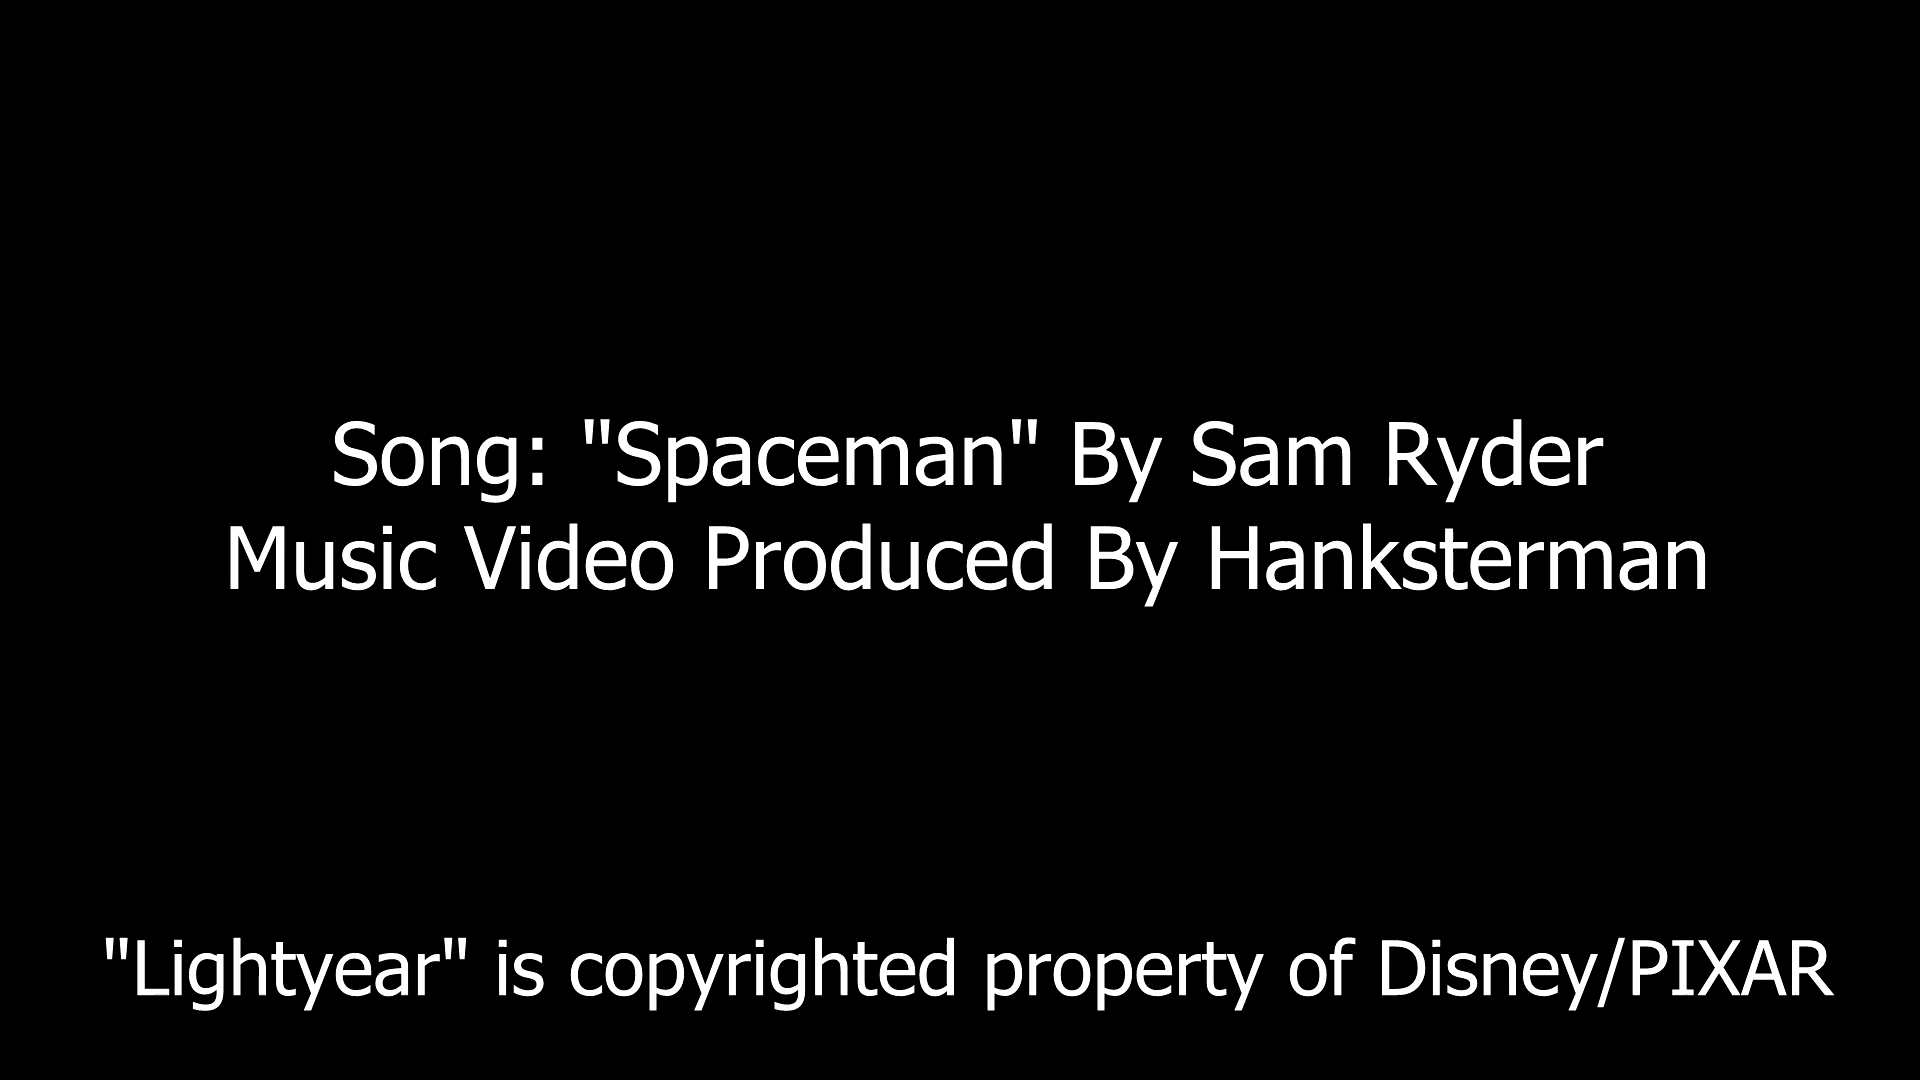 Song: "Spaceman" By Sam Ryder
Music Video Produced By Hanksterman
"Lightyear" is copyrighted property of Disney/PIXAR